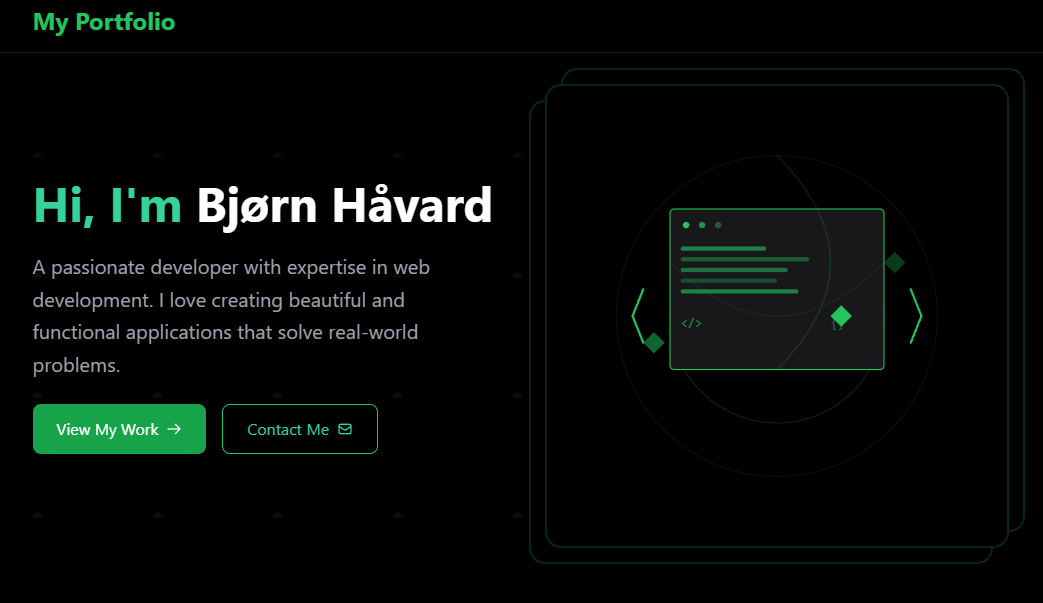 My Portfolio
Hi, I'm Bjørn Håvard
A passionate developer with expertise in web
development. I love creating beautiful and
functional applications that solve real-world
problems.
View My Work
Contact Me
</>
{}